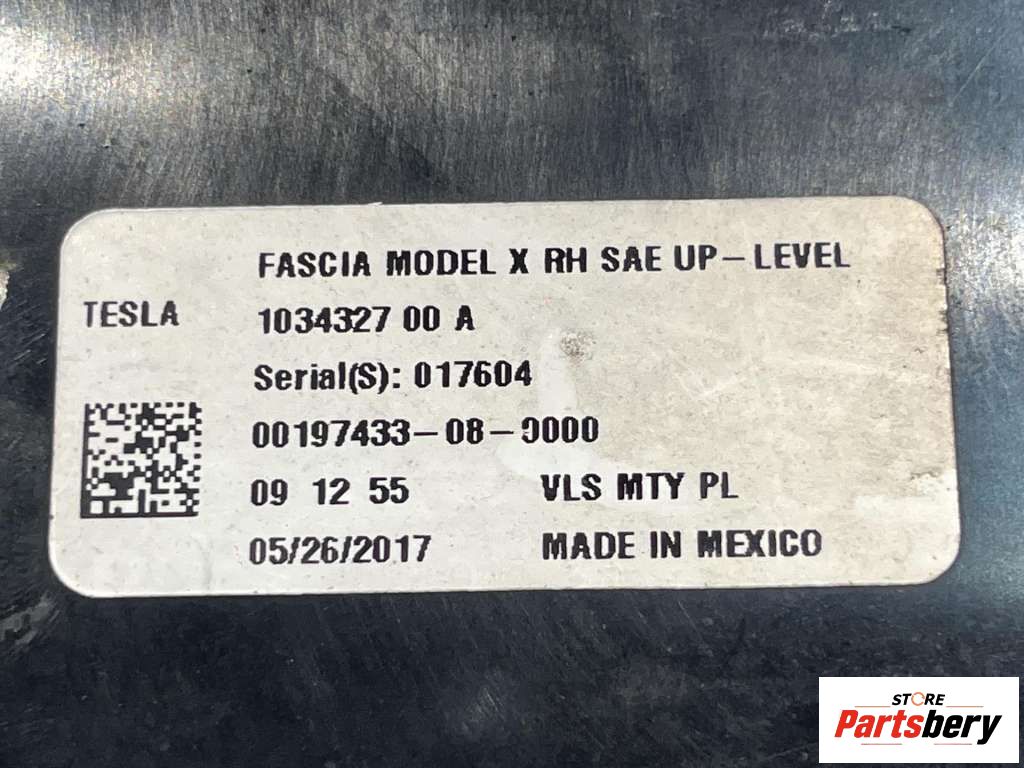 FASCIA MODEL X RH SAE UP-LEVEL
TESLA
1034327 00 A
Serial(S): 017604
00197433-08-0000
09 12 55 VLS MTY PL
05/26/2017 MADE IN MEXICO
STORE
Partsbery